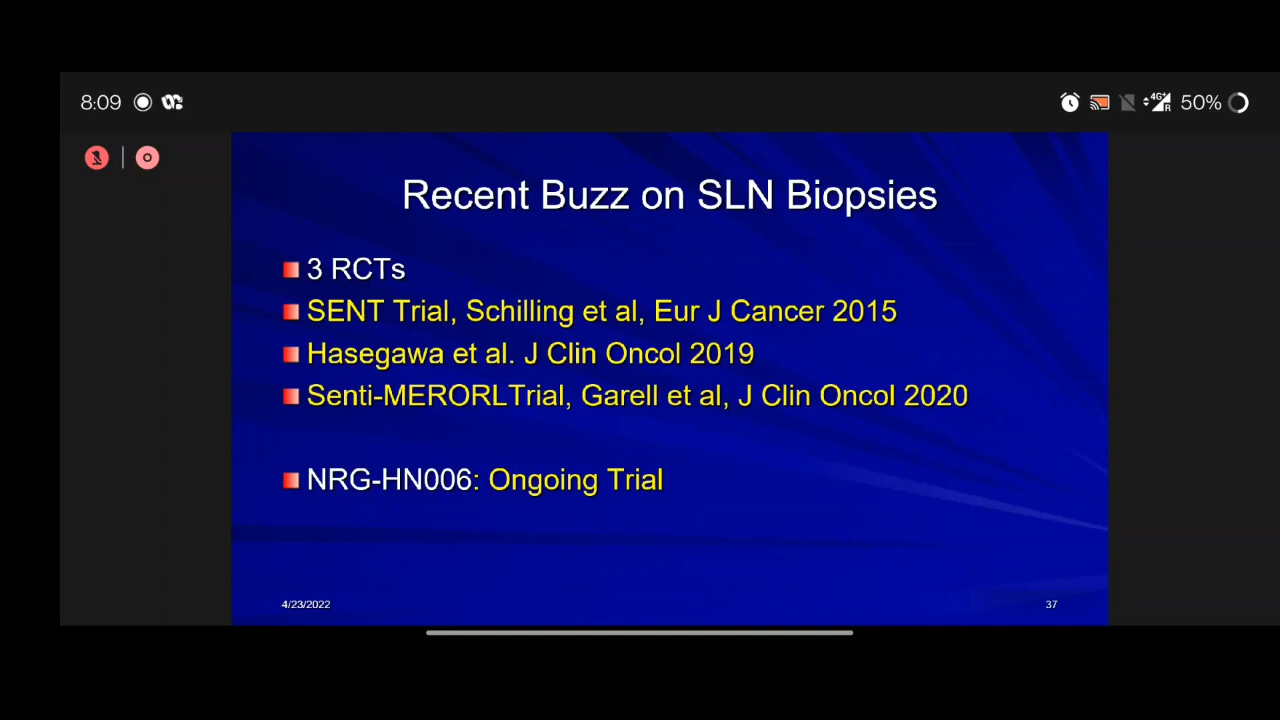 8:09
4G+
R
50%
Recent Buzz on SLN Biopsies
3 RCTs
SENT Trial, Schilling et al, Eur J Cancer 2015
Hasegawa et al. J Clin Oncol 2019
Senti-MERORLTrial, Garell et al, J Clin Oncol 2020
NRG-HN006: Ongoing Trial
4/23/2022
37